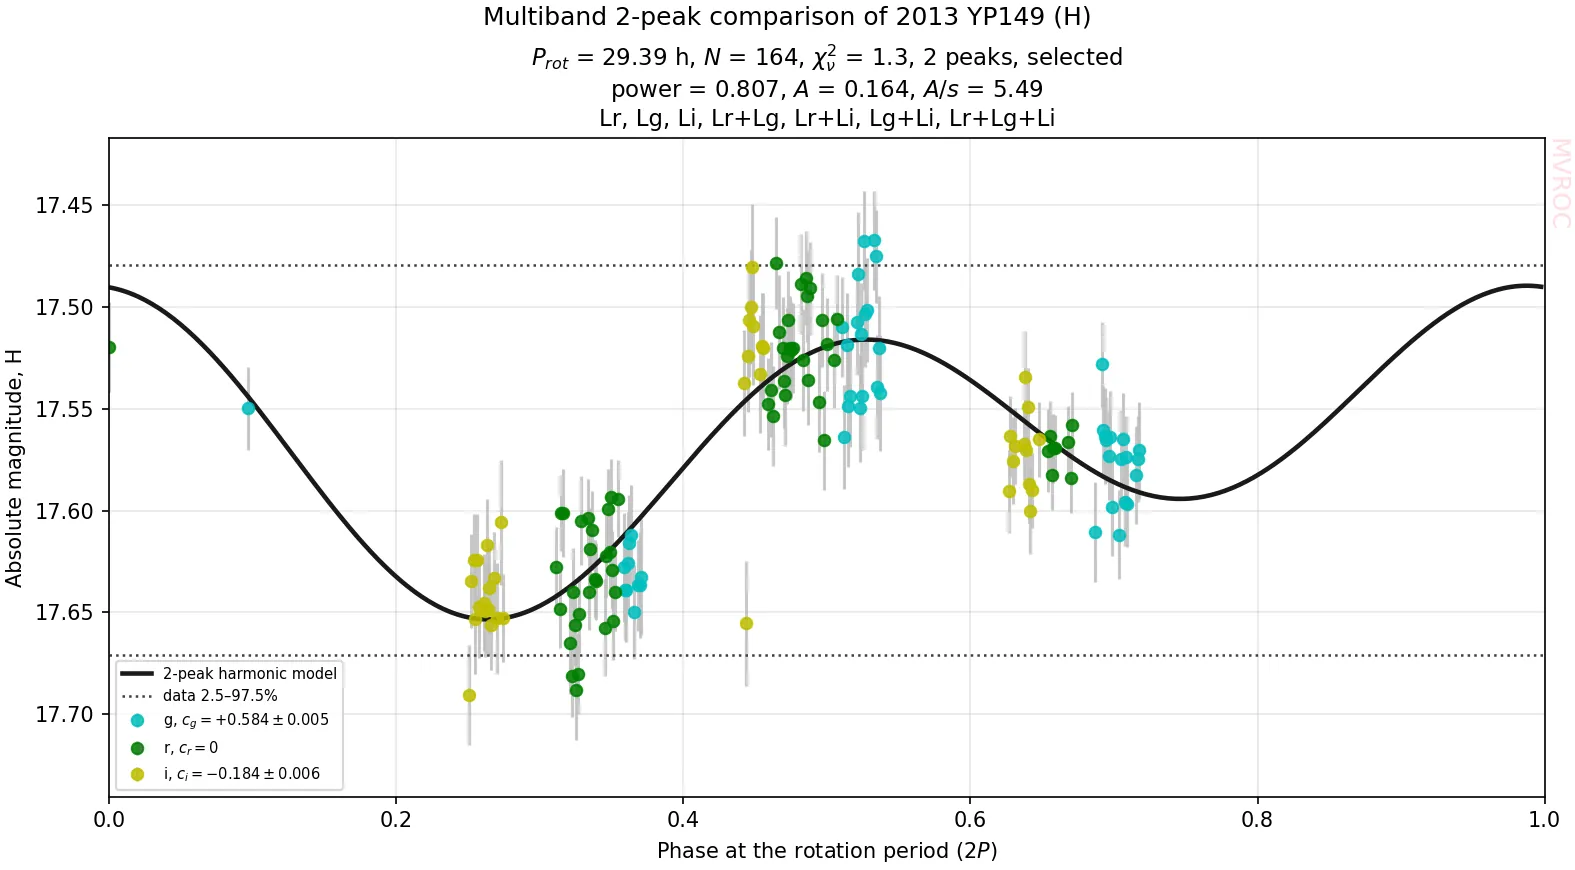 Multiband 2-peak comparison of 2013 YP149 (H)
P_rot = 29.39 h, N = 164, χ²_ν = 1.3, 2 peaks, selected
power = 0.807, A = 0.164, A/s = 5.49
Lr, Lg, Li, Lr+Lg, Lr+Li, Lg+Li, Lr+Lg+Li
MVROC
Absolute magnitude, H
17.45
17.50
17.55
17.60
17.65
17.70
2-peak harmonic model
data 2.5–97.5%
g, c_g = +0.584 ± 0.005
r, c_r = 0
i, c_i = −0.184 ± 0.006
0.0 0.2 0.4 0.6 0.8 1.0
Phase at the rotation period (2P)